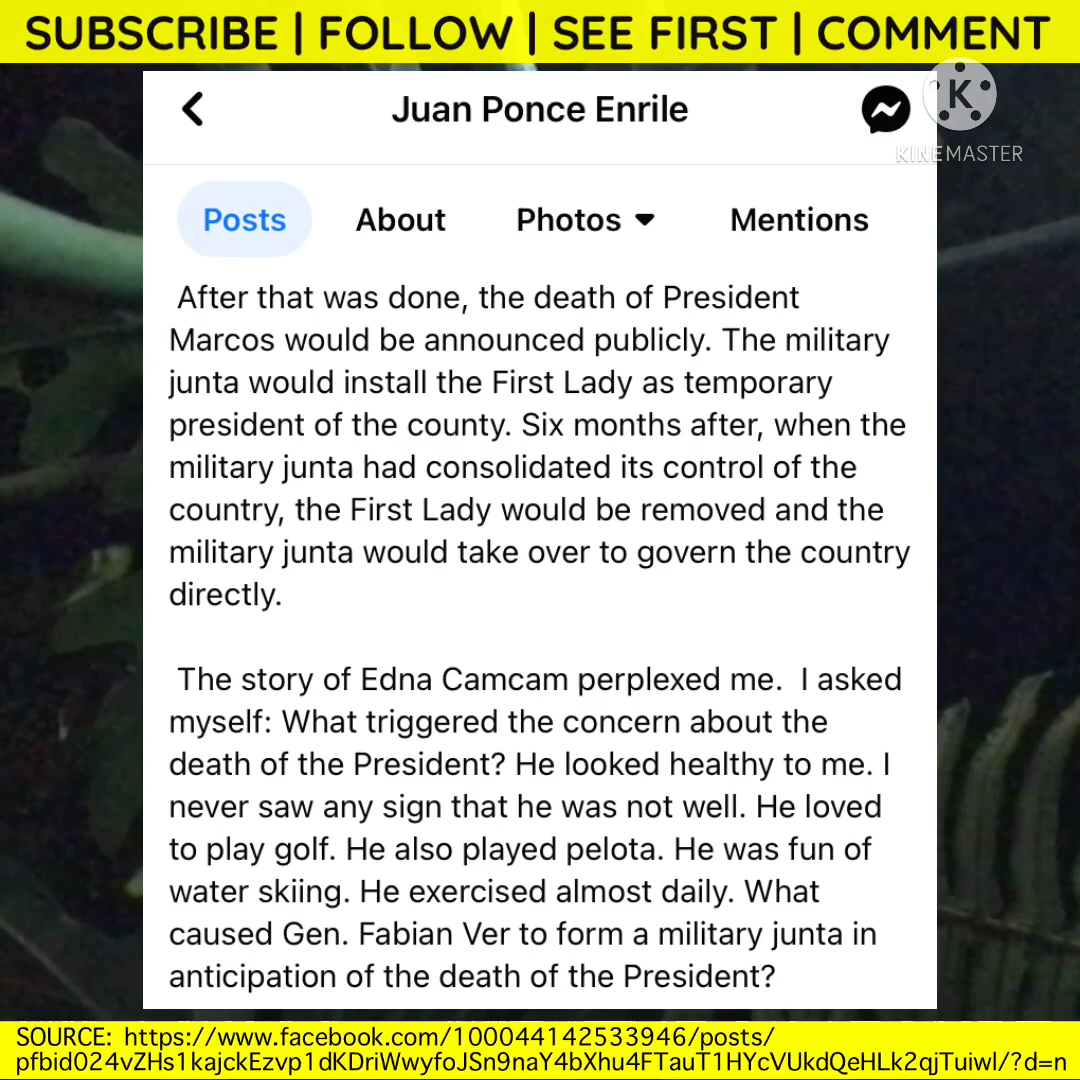 SUBSCRIBE | FOLLOW | SEE FIRST | COMMENT
Juan Ponce Enrile
K
KINEMASTER
Posts
About
Photos
Mentions
After that was done, the death of President
Marcos would be announced publicly. The military
junta would install the First Lady as temporary
president of the county. Six months after, when the
military junta had consolidated its control of the
country, the First Lady would be removed and the
military junta would take over to govern the country
directly.
The story of Edna Camcam perplexed me.  I asked
myself: What triggered the concern about the
death of the President? He looked healthy to me. I
never saw any sign that he was not well. He loved
to play golf. He also played pelota. He was fun of
water skiing. He exercised almost daily. What
caused Gen. Fabian Ver to form a military junta in
anticipation of the death of the President?
SOURCE: https://www.facebook.com/100044142533946/posts/
pfbid024vZHs1kajckEzvp1dKDriWwyfoJSn9naY4bXhu4FTauT1HYcVUkdQeHLk2qjTuiwl/?d=n